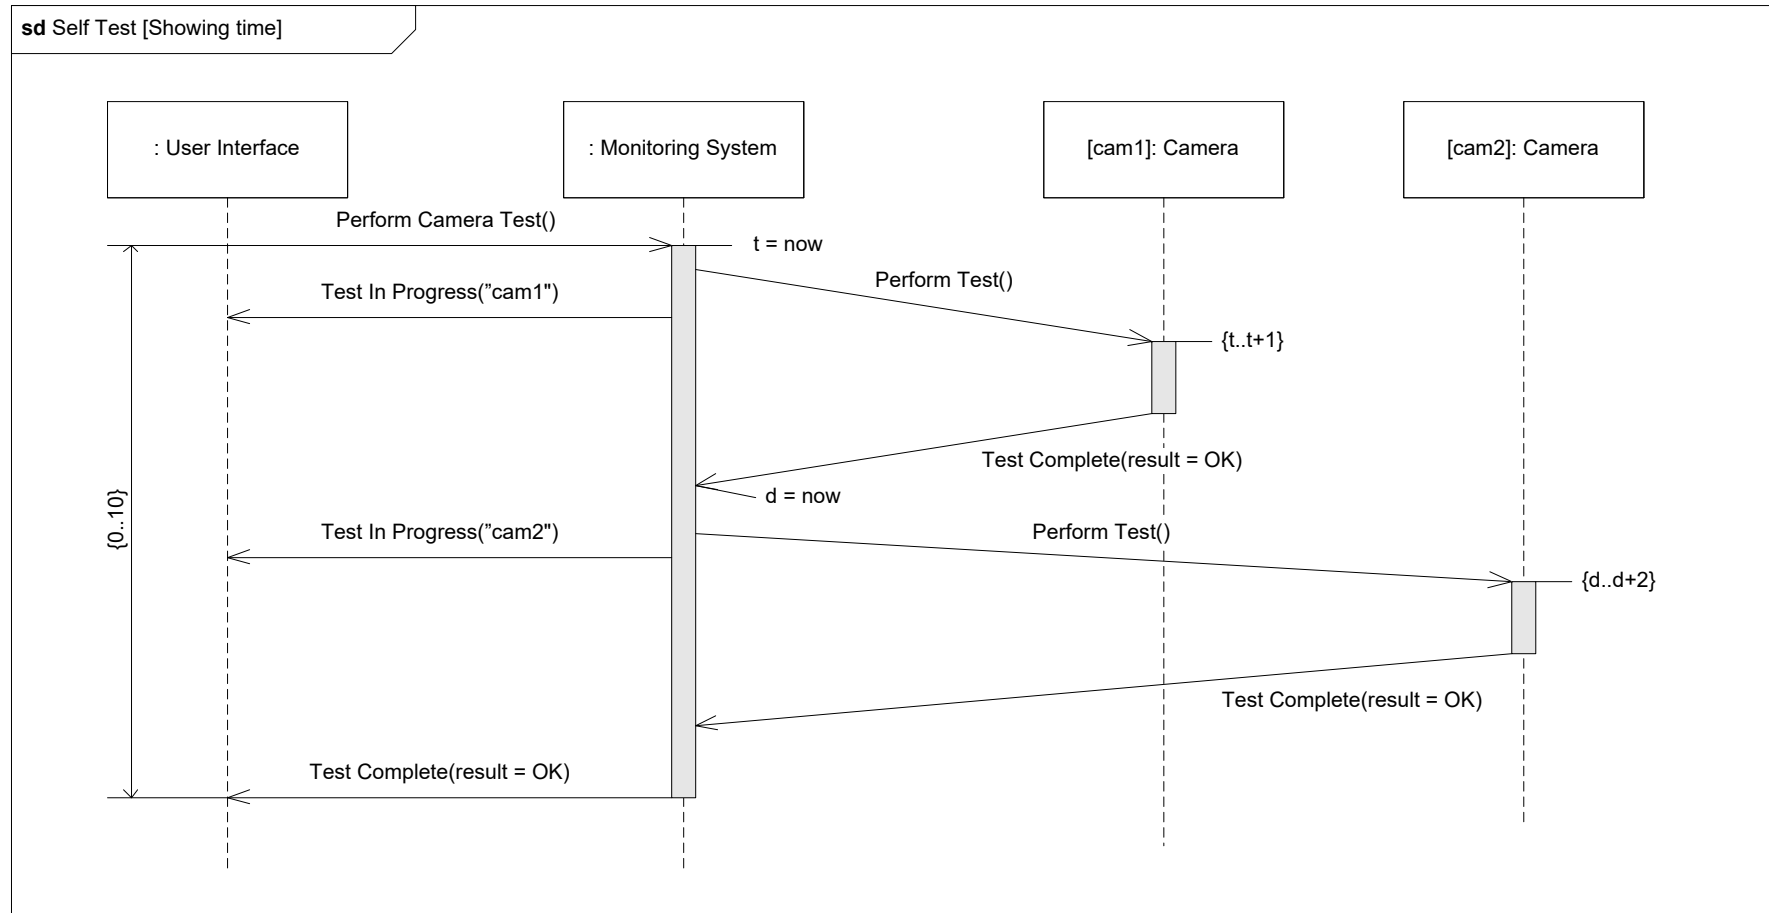 sd Self Test [Showing time]
: User Interface
: Monitoring System
[cam1]: Camera
[cam2]: Camera
Perform Camera Test()
t = now
Perform Test()
Test In Progress(”cam1")
{t..t+1}
Test Complete(result = OK)
d = now
{0..10}
Test In Progress(”cam2")
Perform Test()
{d..d+2}
Test Complete(result = OK)
Test Complete(result = OK)